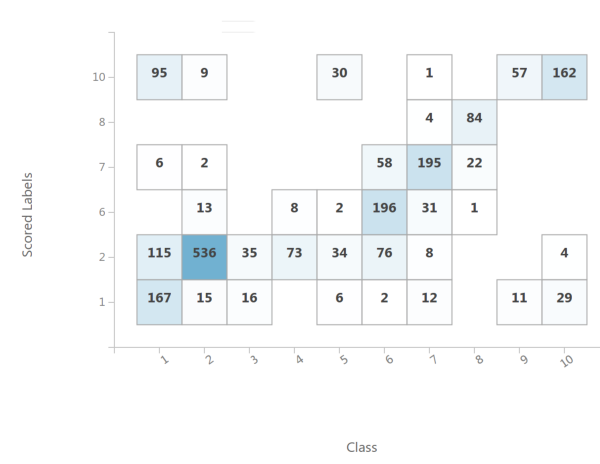 10 95 9 30 1 57 162
8 4 84
7 6 2 58 195 22
6 13 8 2 196 31 1
2 115 536 35 73 34 76 8 4
1 167 15 16 6 2 12 11 29
1 2 3 4 5 6 7 8 9 10
Scored Labels
Class